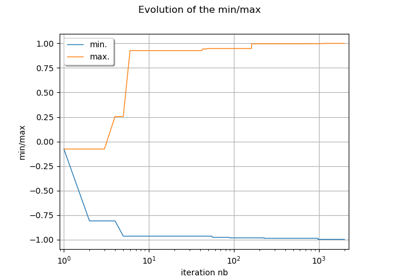 Evolution of the min/max
min.
max.
1.00
0.75
0.50
0.25
0.00
−0.25
−0.50
−0.75
−1.00
min/max
10⁰
10¹
10²
10³
iteration nb